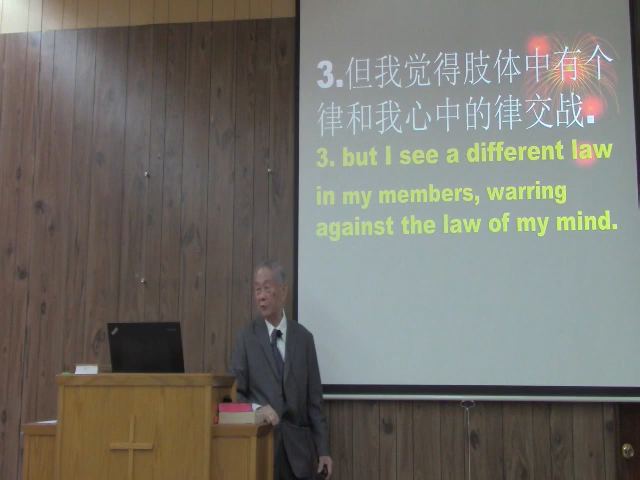 3.但我觉得肢体中有个
律和我心中的律交战.
3. but I see a different law
in my members, warring
against the law of my mind.